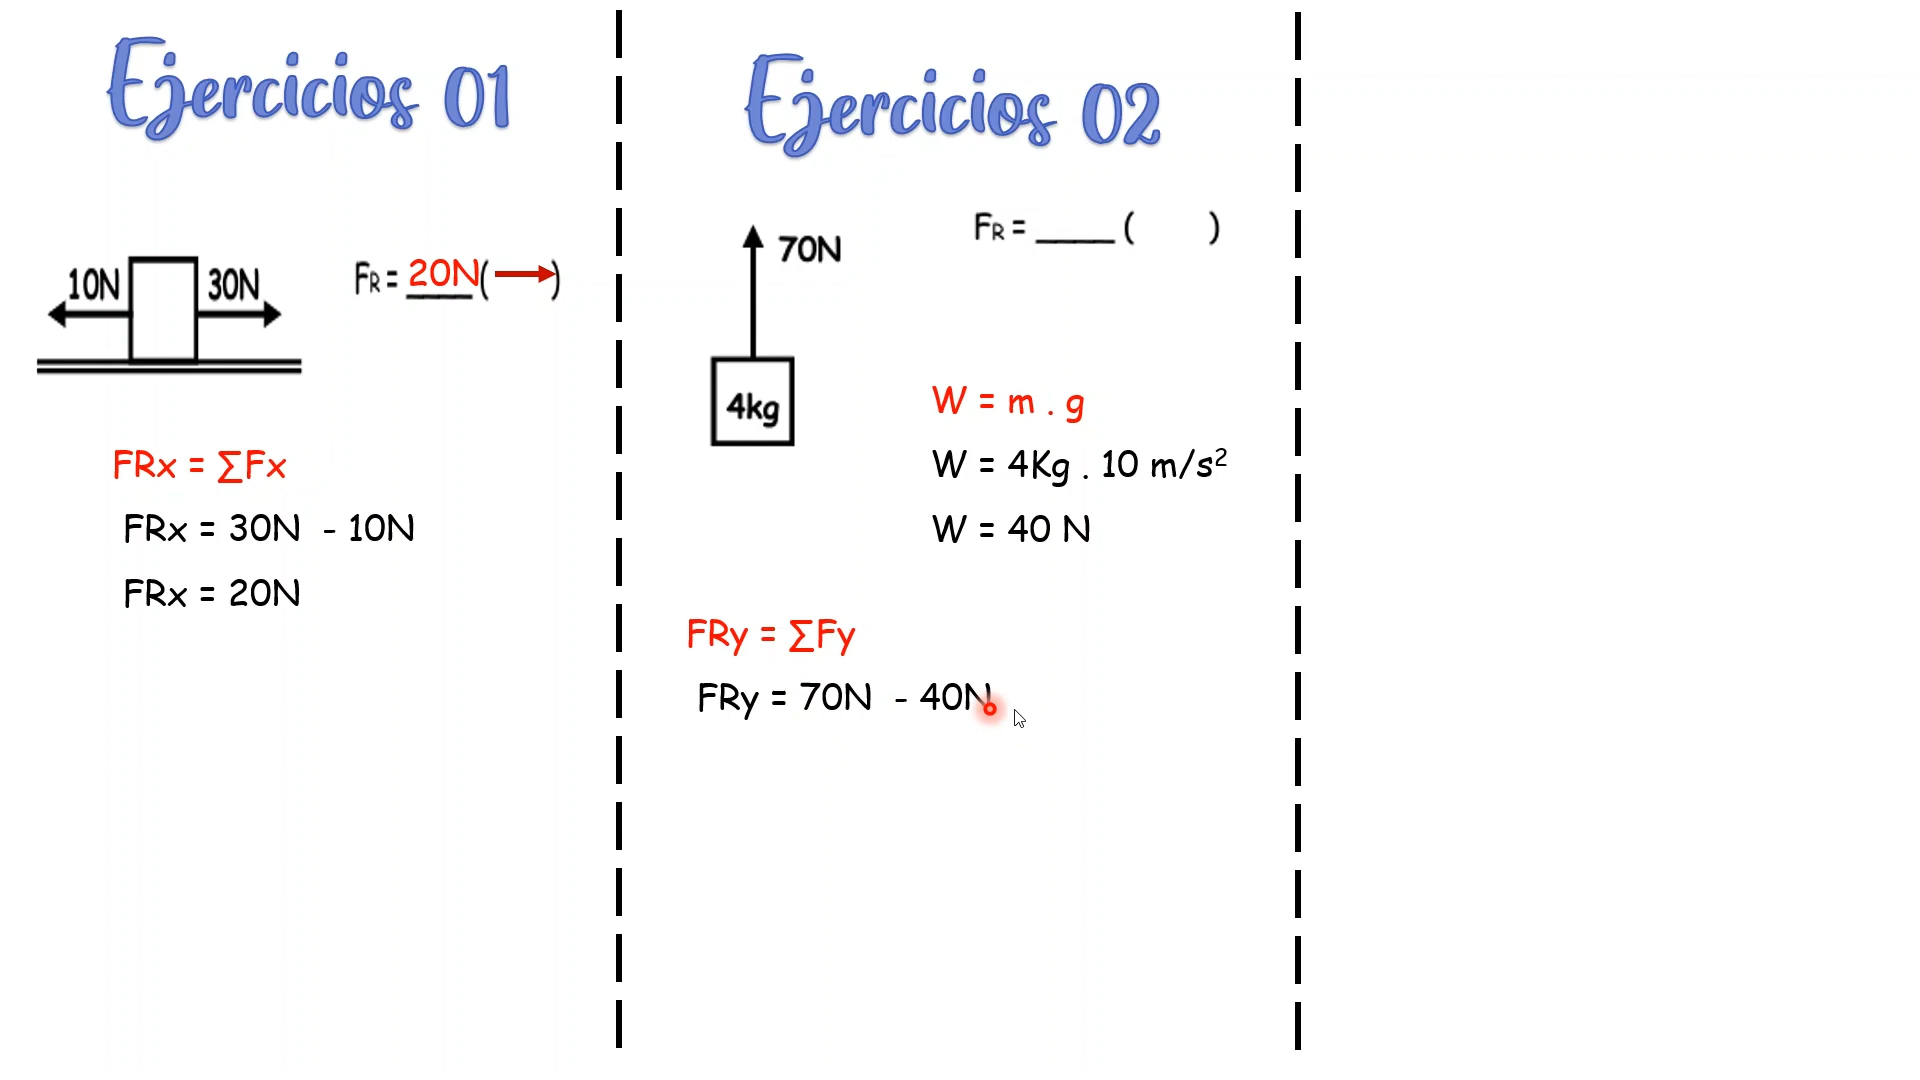 Ejercicios 01
10N
30N
FR = 20N( )
FRx = ∑Fx
FRx = 30N - 10N
FRx = 20N
Ejercicios 02
70N
FR = ____ ( )
4kg
W = m . g
W = 4Kg . 10 m/s²
W = 40 N
FRy = ∑Fy
FRy = 70N - 40N